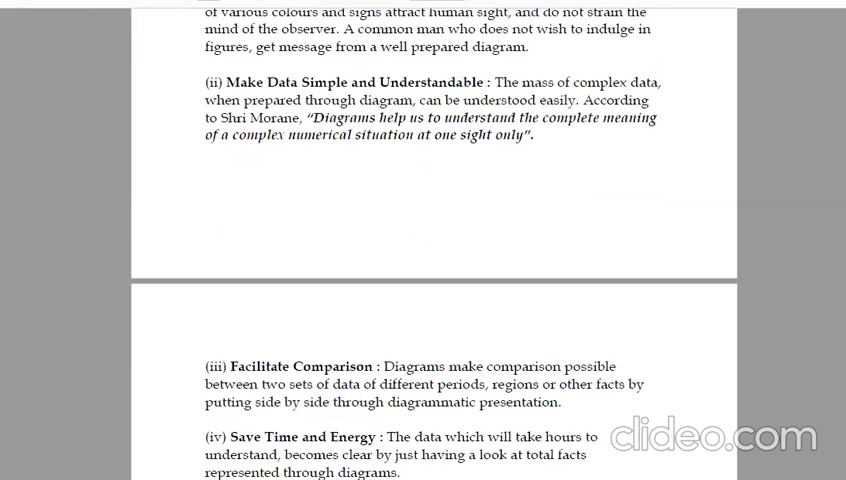 of various colours and signs attract human sight, and do not strain the
mind of the observer. A common man who does not wish to indulge in
figures, get message from a well prepared diagram.
(ii) Make Data Simple and Understandable : The mass of complex data,
when prepared through diagram, can be understood easily. According
to Shri Morane, “Diagrams help us to understand the complete meaning
of a complex numerical situation at one sight only”.
(iii) Facilitate Comparison : Diagrams make comparison possible
between two sets of data of different periods, regions or other facts by
putting side by side through diagrammatic presentation.
(iv) Save Time and Energy : The data which will take hours to
understand, becomes clear by just having a look at total facts
represented through diagrams.
clideo.com